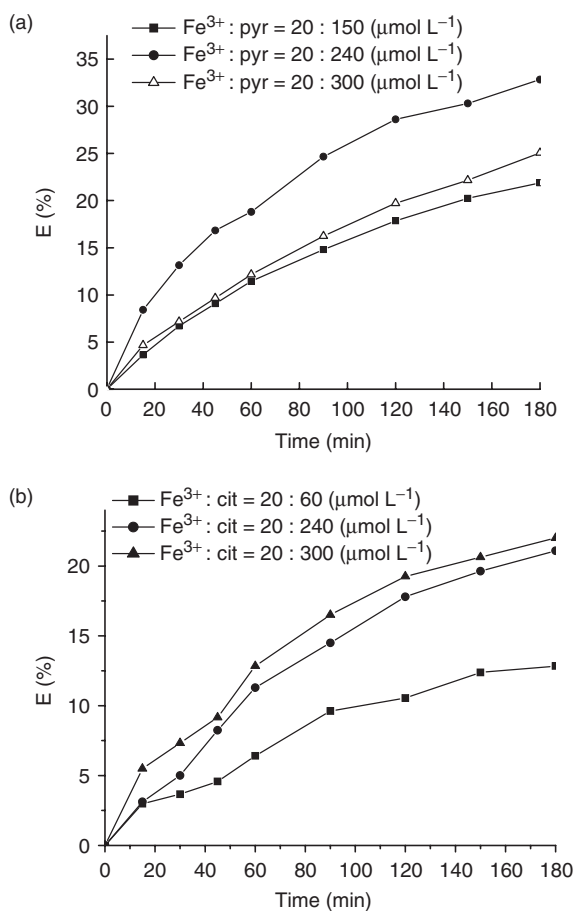 (a)
Fe³⁺ : pyr = 20 : 150 (μmol L⁻¹)
Fe³⁺ : pyr = 20 : 240 (μmol L⁻¹)
Fe³⁺ : pyr = 20 : 300 (μmol L⁻¹)
35
30
25
20
15
10
5
0
E (%)
0 20 40 60 80 100 120 140 160 180
Time (min)
(b)
Fe³⁺ : cit = 20 : 60 (μmol L⁻¹)
Fe³⁺ : cit = 20 : 240 (μmol L⁻¹)
Fe³⁺ : cit = 20 : 300 (μmol L⁻¹)
20
15
10
5
0
E (%)
0 20 40 60 80 100 120 140 160 180
Time (min)